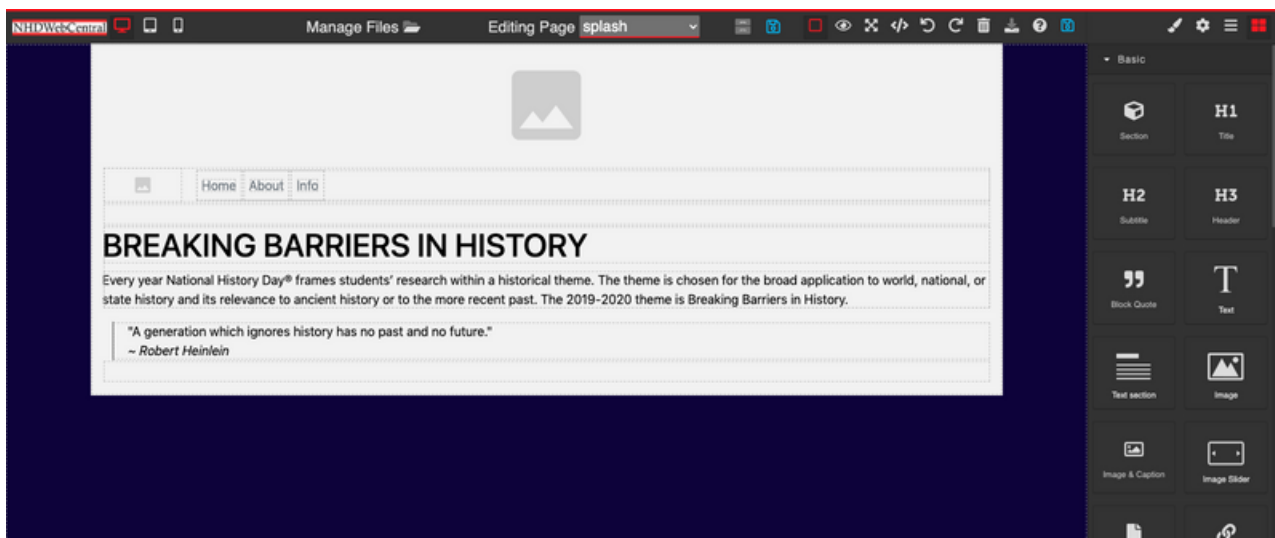 NHDWebCentral Manage Files Editing Page splash
Basic
Section H1 Title
Home About Info
H2 Subtitle H3 Header
BREAKING BARRIERS IN HISTORY
Every year National History Day® frames students' research within a historical theme. The theme is chosen for the broad application to world, national, or
state history and its relevance to ancient history or to the more recent past. The 2019-2020 theme is Breaking Barriers in History.
"A generation which ignores history has no past and no future."
~ Robert Heinlein
Block Quote T Text
Text section Image
Image & Caption Image Slider